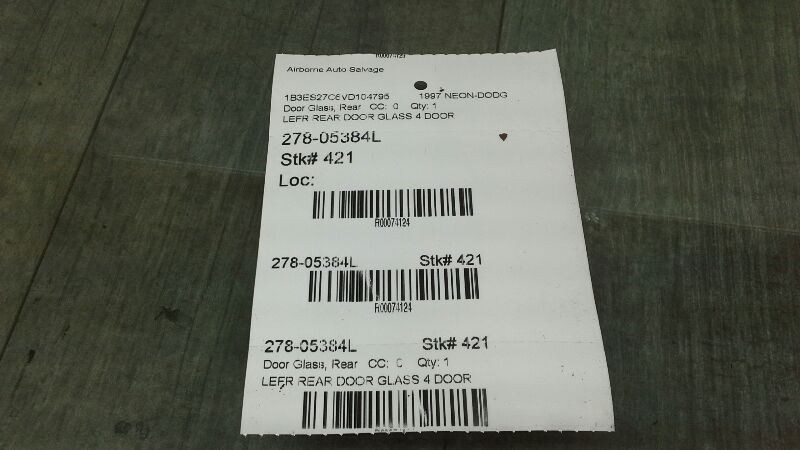 R00074124
Airborne Auto Salvage
1B3ES27C6VD104795 1997 NEON-DODG
Door Glass, Rear CC: 0 Qty: 1
LEFR REAR DOOR GLASS 4 DOOR
278-05384L
Stk# 421
Loc:
R00074124
278-05384L Stk# 421
R00074124
278-05384L Stk# 421
Door Glass, Rear CC: 0 Qty: 1
LEFR REAR DOOR GLASS 4 DOOR